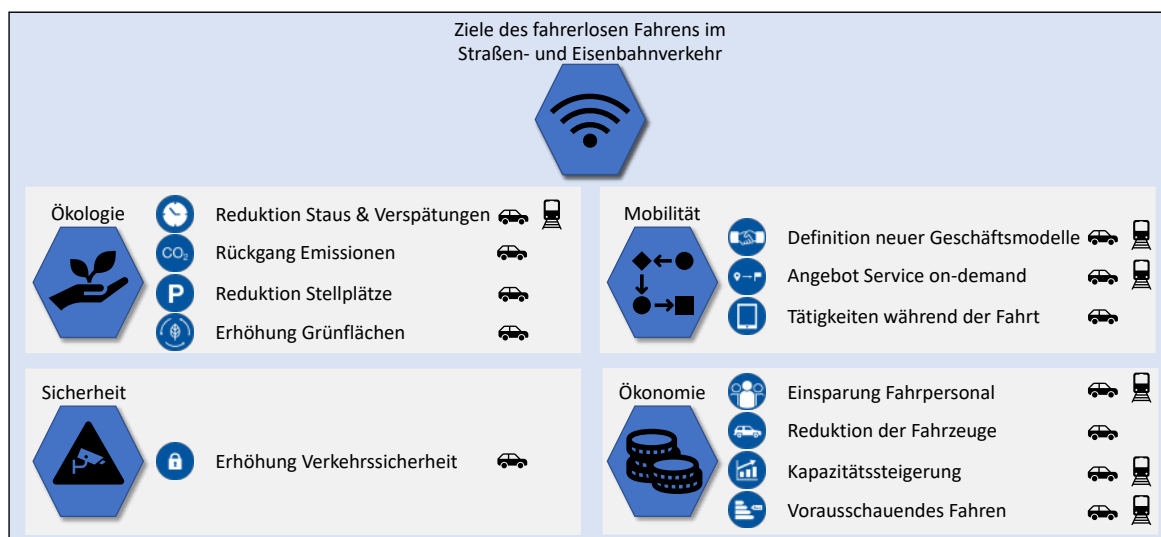 Ziele des fahrerlosen Fahrens im
Straßen- und Eisenbahnverkehr
Ökologie
Reduktion Staus & Verspätungen
CO₂
Rückgang Emissionen
P
Reduktion Stellplätze
Erhöhung Grünflächen
Mobilität
Definition neuer Geschäftsmodelle
Angebot Service on-demand
Tätigkeiten während der Fahrt
Sicherheit
P
Erhöhung Verkehrssicherheit
Ökonomie
Einsparung Fahrpersonal
Reduktion der Fahrzeuge
Kapazitätssteigerung
Vorausschauendes Fahren